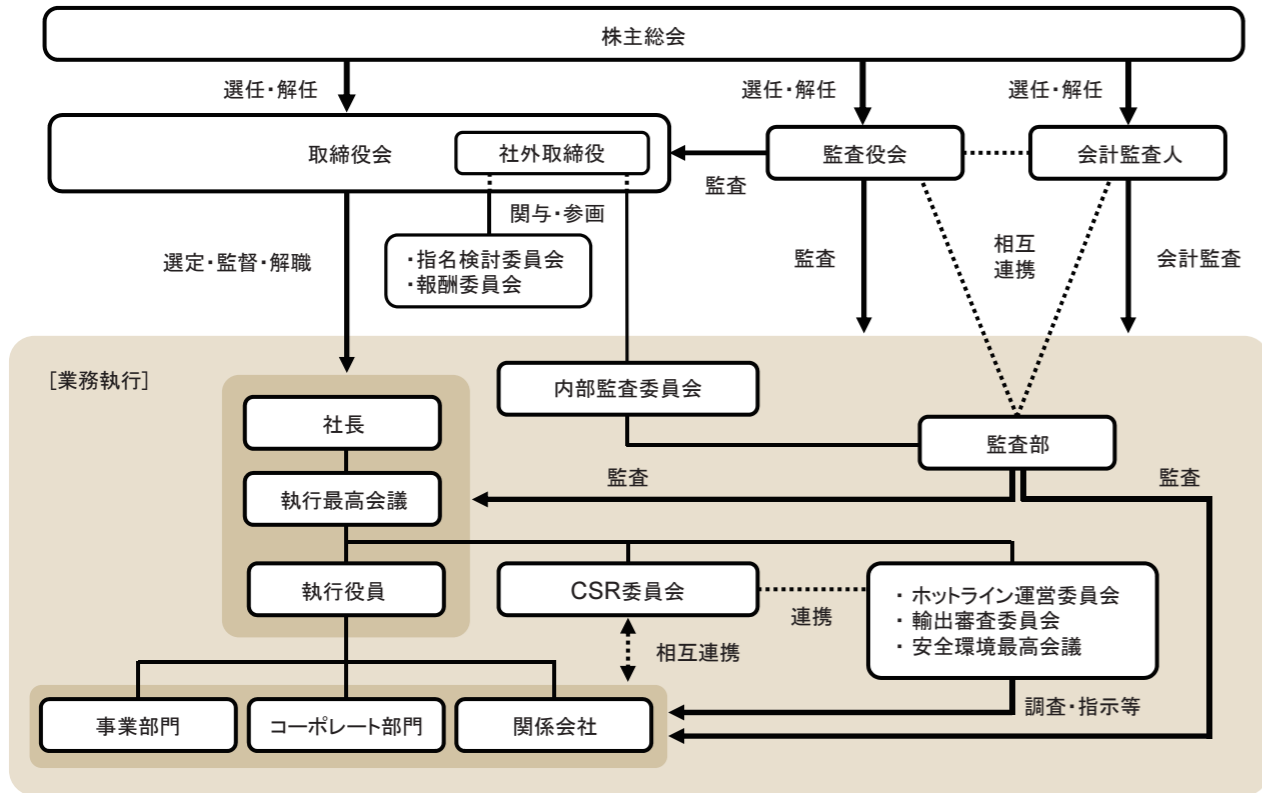 株主総会
選任・解任
選任・解任
選任・解任
取締役会
社外取締役
監査役会
会計監査人
監査
関与・参画
・指名検討委員会
・報酬委員会
選定・監督・解職
監査
相互
連携
会計監査
［業務執行］
内部監査委員会
社長
監査部
執行最高会議
監査
監査
執行役員
CSR委員会
連携
・ ホットライン運営委員会
・ 輸出審査委員会
・ 安全環境最高会議
相互連携
調査・指示等
事業部門
コーポレート部門
関係会社